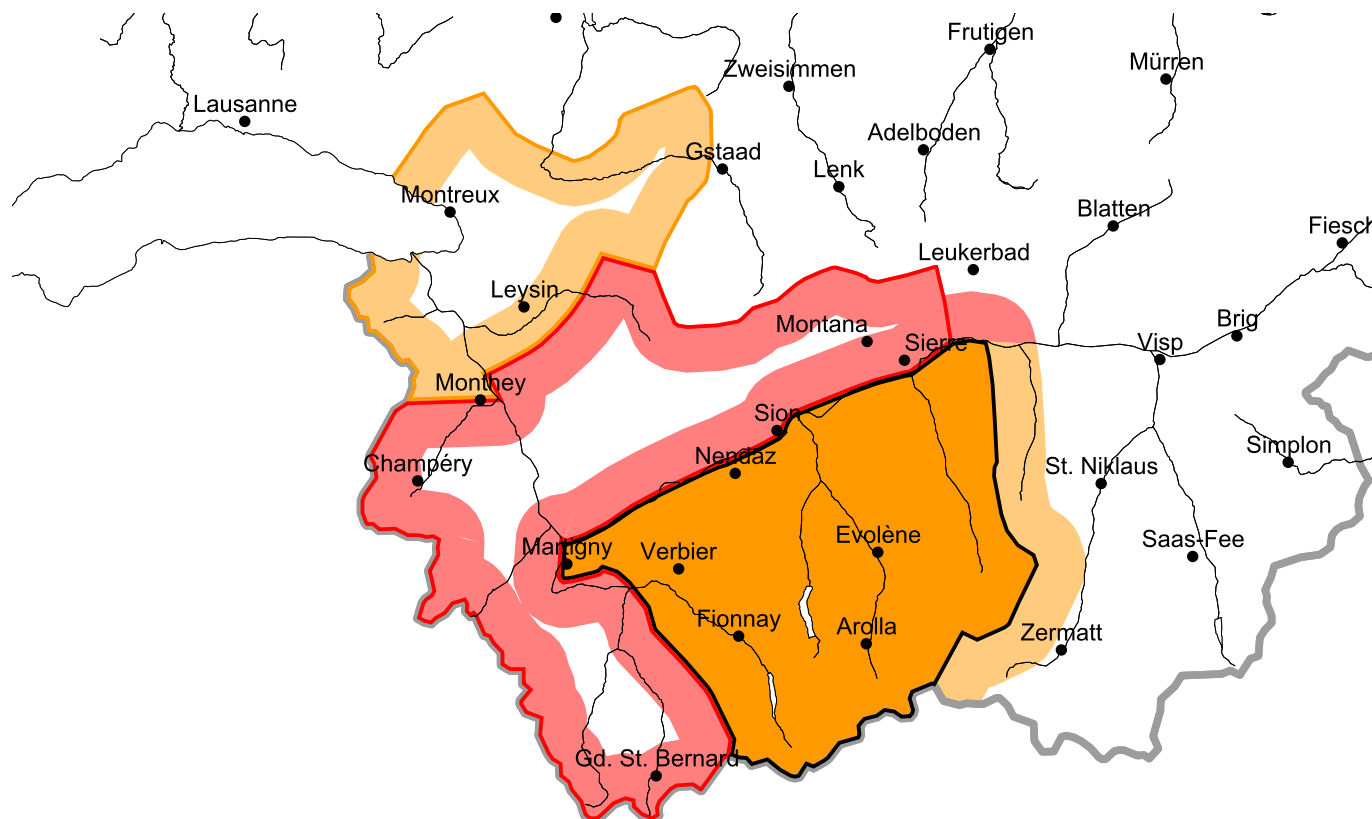 Frutigen
Mürren
Zweisimmen
Lausanne
Adelboden
Gstaad
Lenk
Montreux
Blatten
Fiesch
Leukerbad
Leysin
Montana
Brig
Sierre
Visp
Monthey
Sion
Simplon
Nendaz
Champéry
St. Niklaus
Evolène
Saas-Fee
Martigny
Verbier
Fionnay
Arolla
Zermatt
Gd. St. Bernard